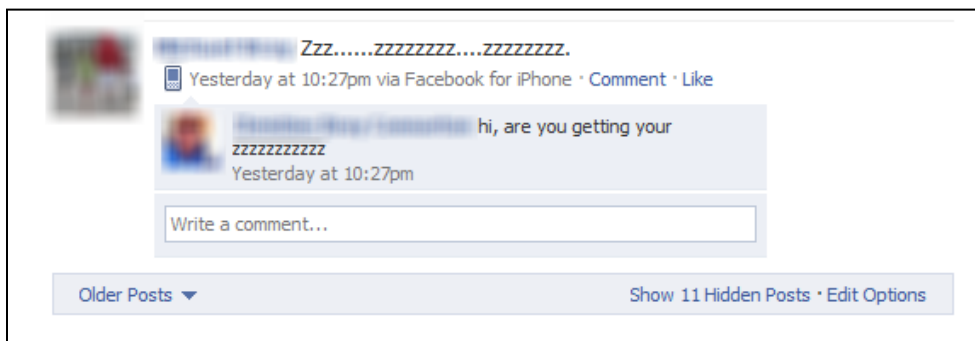 Zzz......zzzzzzzz....zzzzzzzz.
Yesterday at 10:27pm via Facebook for iPhone · Comment · Like
hi, are you getting your
zzzzzzzzzzz
Yesterday at 10:27pm
Write a comment...
Older Posts Show 11 Hidden Posts · Edit Options